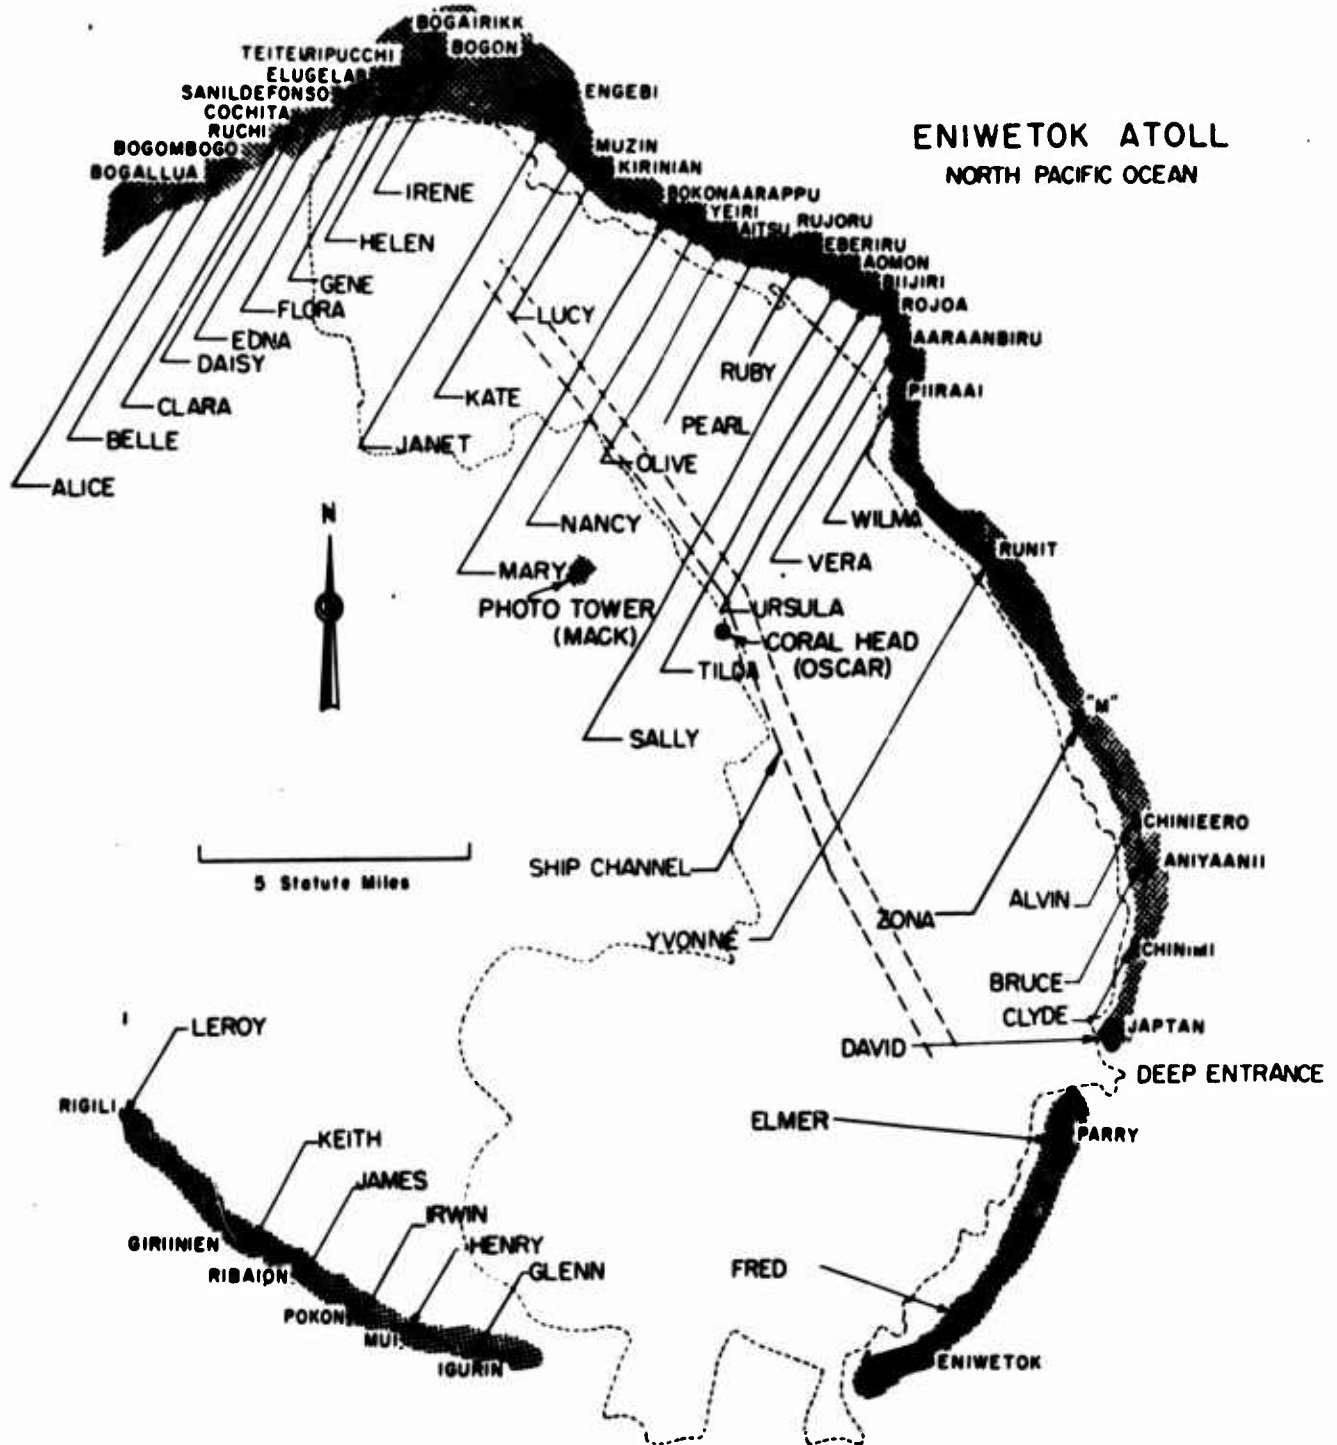 BOGAIRIKK
BOGON
TEITEIRIPUCCHI
ELUGELAB
SANILDEFONSO
COCHITA
RUCHI
BOGOMBOGO
BOGALLUA
ENGEBI
MUZIN
KIRINIAN
BOKONAARAPPU
YEIRI
AITSU
RUJORU
EBERIRU
AOMON
BIIJIRI
ROJOA
AARAANBIRU
PIIRAAI
RUNIT
"M"
CHINIEERO
ANIYAANII
CHINIMI
JAPTAN
DEEP ENTRANCE
PARRY
ENIWETOK
ENIWETOK ATOLL
NORTH PACIFIC OCEAN
IRENE
HELEN
GENE
FLORA
EDNA
DAISY
CLARA
BELLE
ALICE
LUCY
KATE
JANET
RUBY
PEARL
OLIVE
NANCY
MARY
WILMA
VERA
URSULA
TILDA
SALLY
PHOTO TOWER
(MACK)
CORAL HEAD
(OSCAR)
N
5 Statute Miles
SHIP CHANNEL
YVONNE
ZONA
ALVIN
BRUCE
CLYDE
DAVID
ELMER
FRED
LEROY
KEITH
JAMES
IRWIN
HENRY
GLENN
RIGILI
GIRIINIEN
RIBAION
POKON
MUI
IGURIN